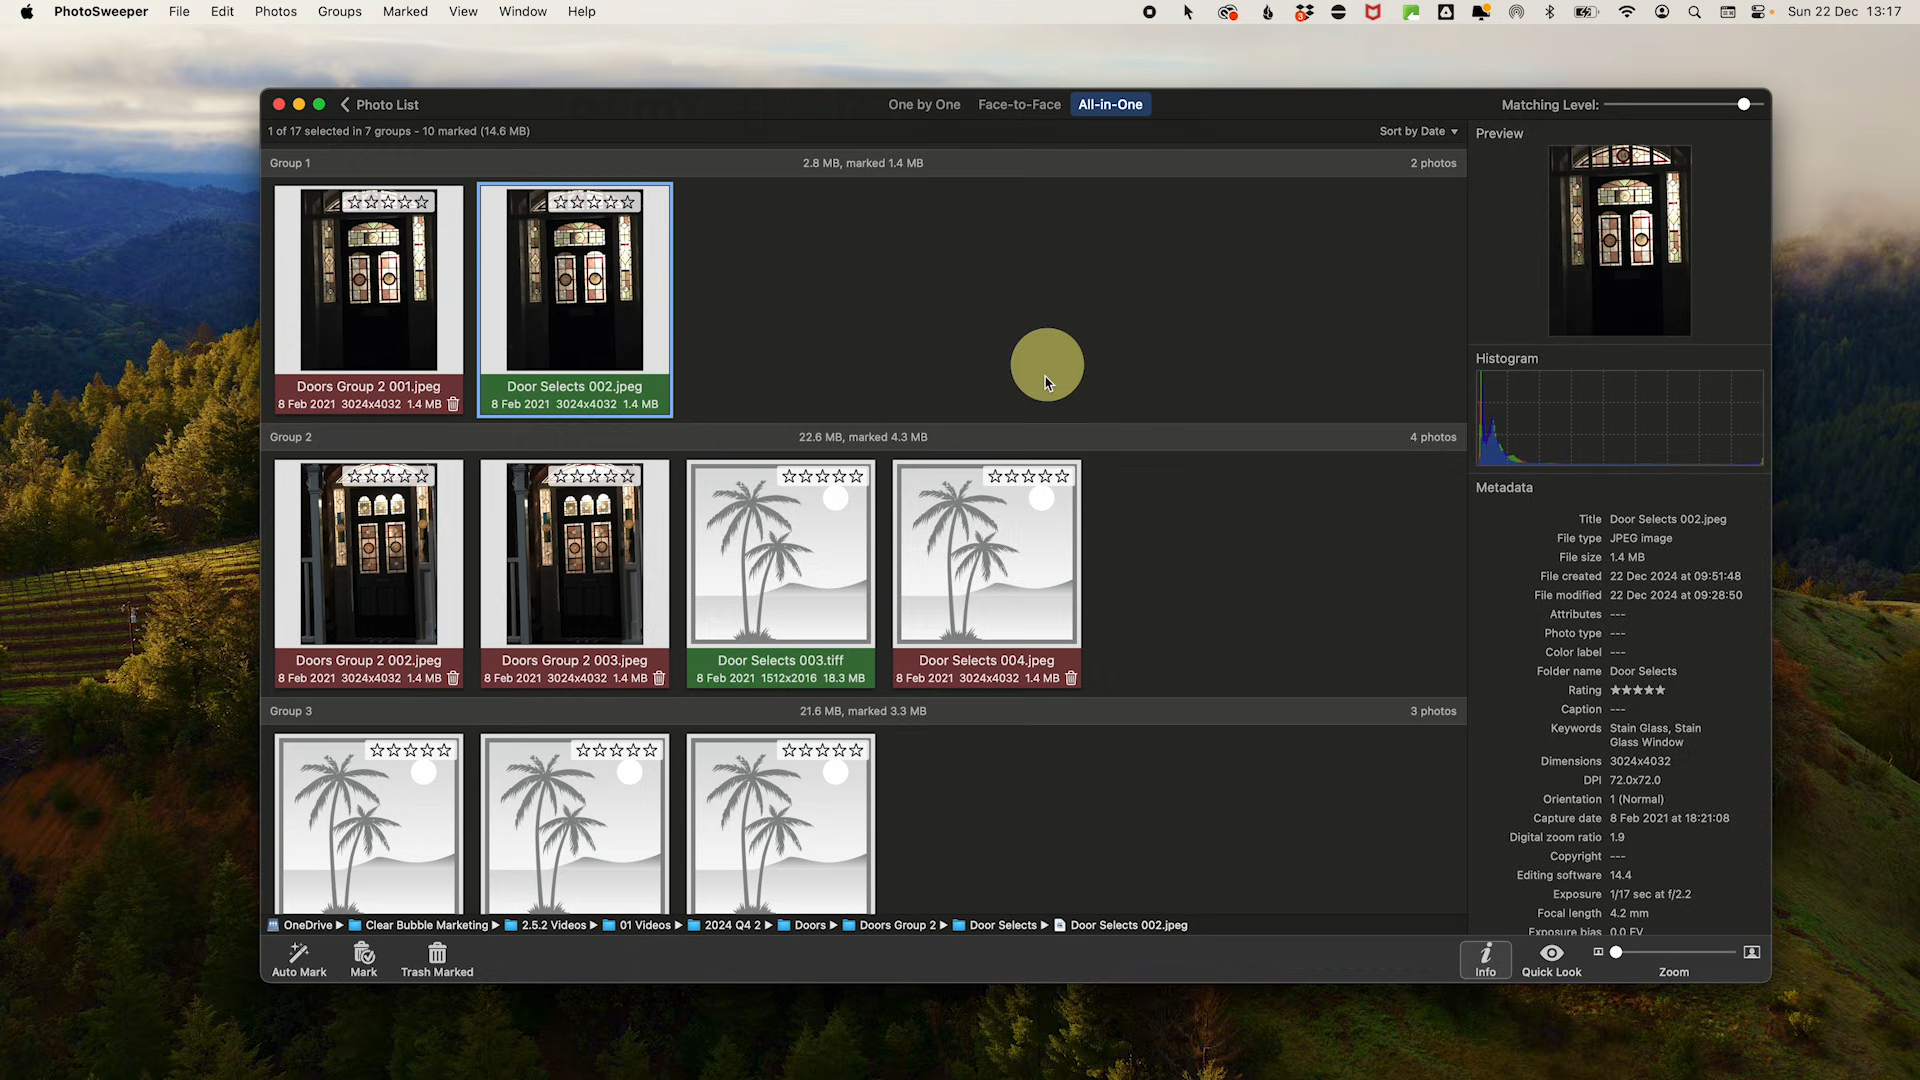 PhotoSweeper File Edit Photos Groups Marked View Window Help 3 Sun 22 Dec 13:17
Photo List One by One Face-to-Face All-in-One Matching Level:
1 of 17 selected in 7 groups - 10 marked (14.6 MB) Sort by Date Preview
Group 1 2.8 MB, marked 1.4 MB 2 photos
Doors Group 2 001.jpeg
8 Feb 2021 3024x4032 1.4 MB
Door Selects 002.jpeg
8 Feb 2021 3024x4032 1.4 MB
Group 2 22.6 MB, marked 4.3 MB 4 photos
Doors Group 2 002.jpeg
8 Feb 2021 3024x4032 1.4 MB
Doors Group 2 003.jpeg
8 Feb 2021 3024x4032 1.4 MB
Door Selects 003.tiff
8 Feb 2021 1512x2016 18.3 MB
Door Selects 004.jpeg
8 Feb 2021 3024x4032 1.4 MB
Group 3 21.6 MB, marked 3.3 MB 3 photos
OneDrive Clear Bubble Marketing 2.5.2 Videos 01 Videos 2024 Q4 2 Doors Doors Group 2 Door Selects Door Selects 002.jpeg
Auto Mark Mark Trash Marked Info Quick Look Zoom
Histogram
Metadata
Title Door Selects 002.jpeg
File type JPEG image
File size 1.4 MB
File created 22 Dec 2024 at 09:51:48
File modified 22 Dec 2024 at 09:28:50
Attributes ---
Photo type ---
Color label ---
Folder name Door Selects
Rating ★★★★★
Caption ---
Keywords Stain Glass, Stain
Glass Window
Dimensions 3024x4032
DPI 72.0x72.0
Orientation 1 (Normal)
Capture date 8 Feb 2021 at 18:21:08
Digital zoom ratio 1.9
Copyright ---
Editing software 14.4
Exposure 1/17 sec at f/2.2
Focal length 4.2 mm
Exposure bias 0.0 EV